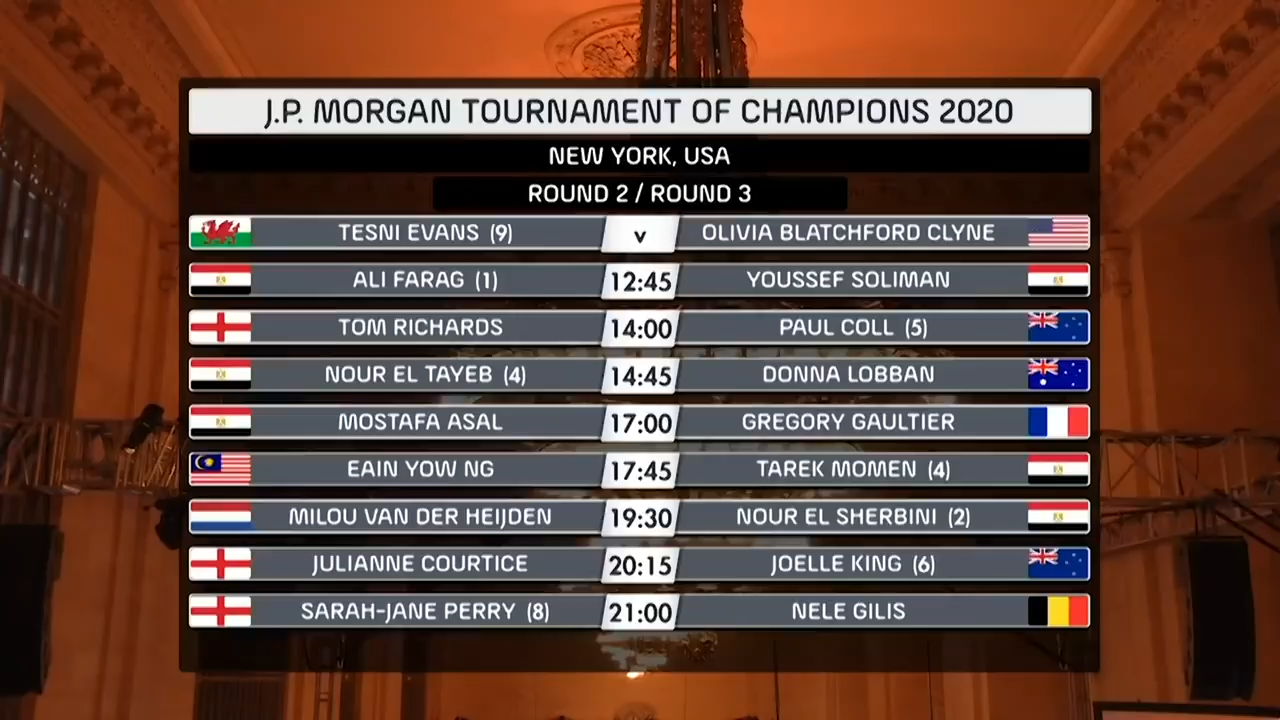 J.P. MORGAN TOURNAMENT OF CHAMPIONS 2020
NEW YORK, USA
ROUND 2 / ROUND 3
TESNI EVANS (9) v OLIVIA BLATCHFORD CLYNE
ALI FARAG (1) 12:45 YOUSSEF SOLIMAN
TOM RICHARDS 14:00 PAUL COLL (5)
NOUR EL TAYEB (4) 14:45 DONNA LOBBAN
MOSTAFA ASAL 17:00 GREGORY GAULTIER
EAIN YOW NG 17:45 TAREK MOMEN (4)
MILOU VAN DER HEIJDEN 19:30 NOUR EL SHERBINI (2)
JULIANNE COURTICE 20:15 JOELLE KING (6)
SARAH-JANE PERRY (8) 21:00 NELE GILIS